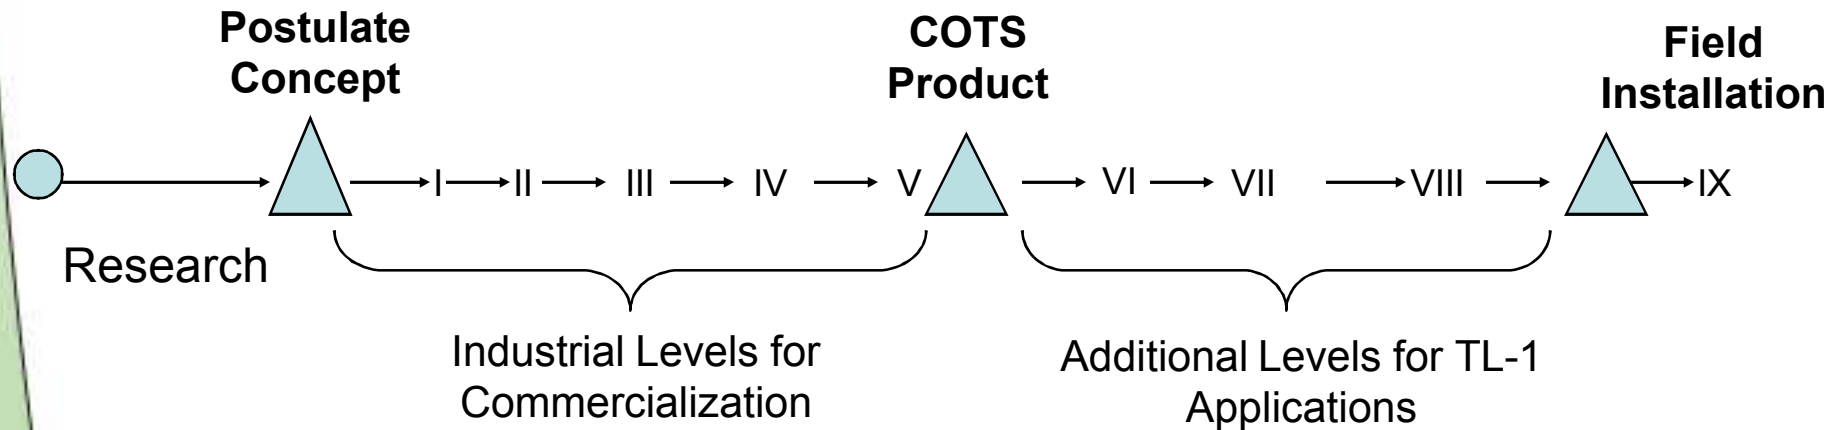 Postulate
Concept
COTS
Product
Field
Installation
I II III IV V VI VII VIII IX
Research
Industrial Levels for
Commercialization
Additional Levels for TL-1
Applications